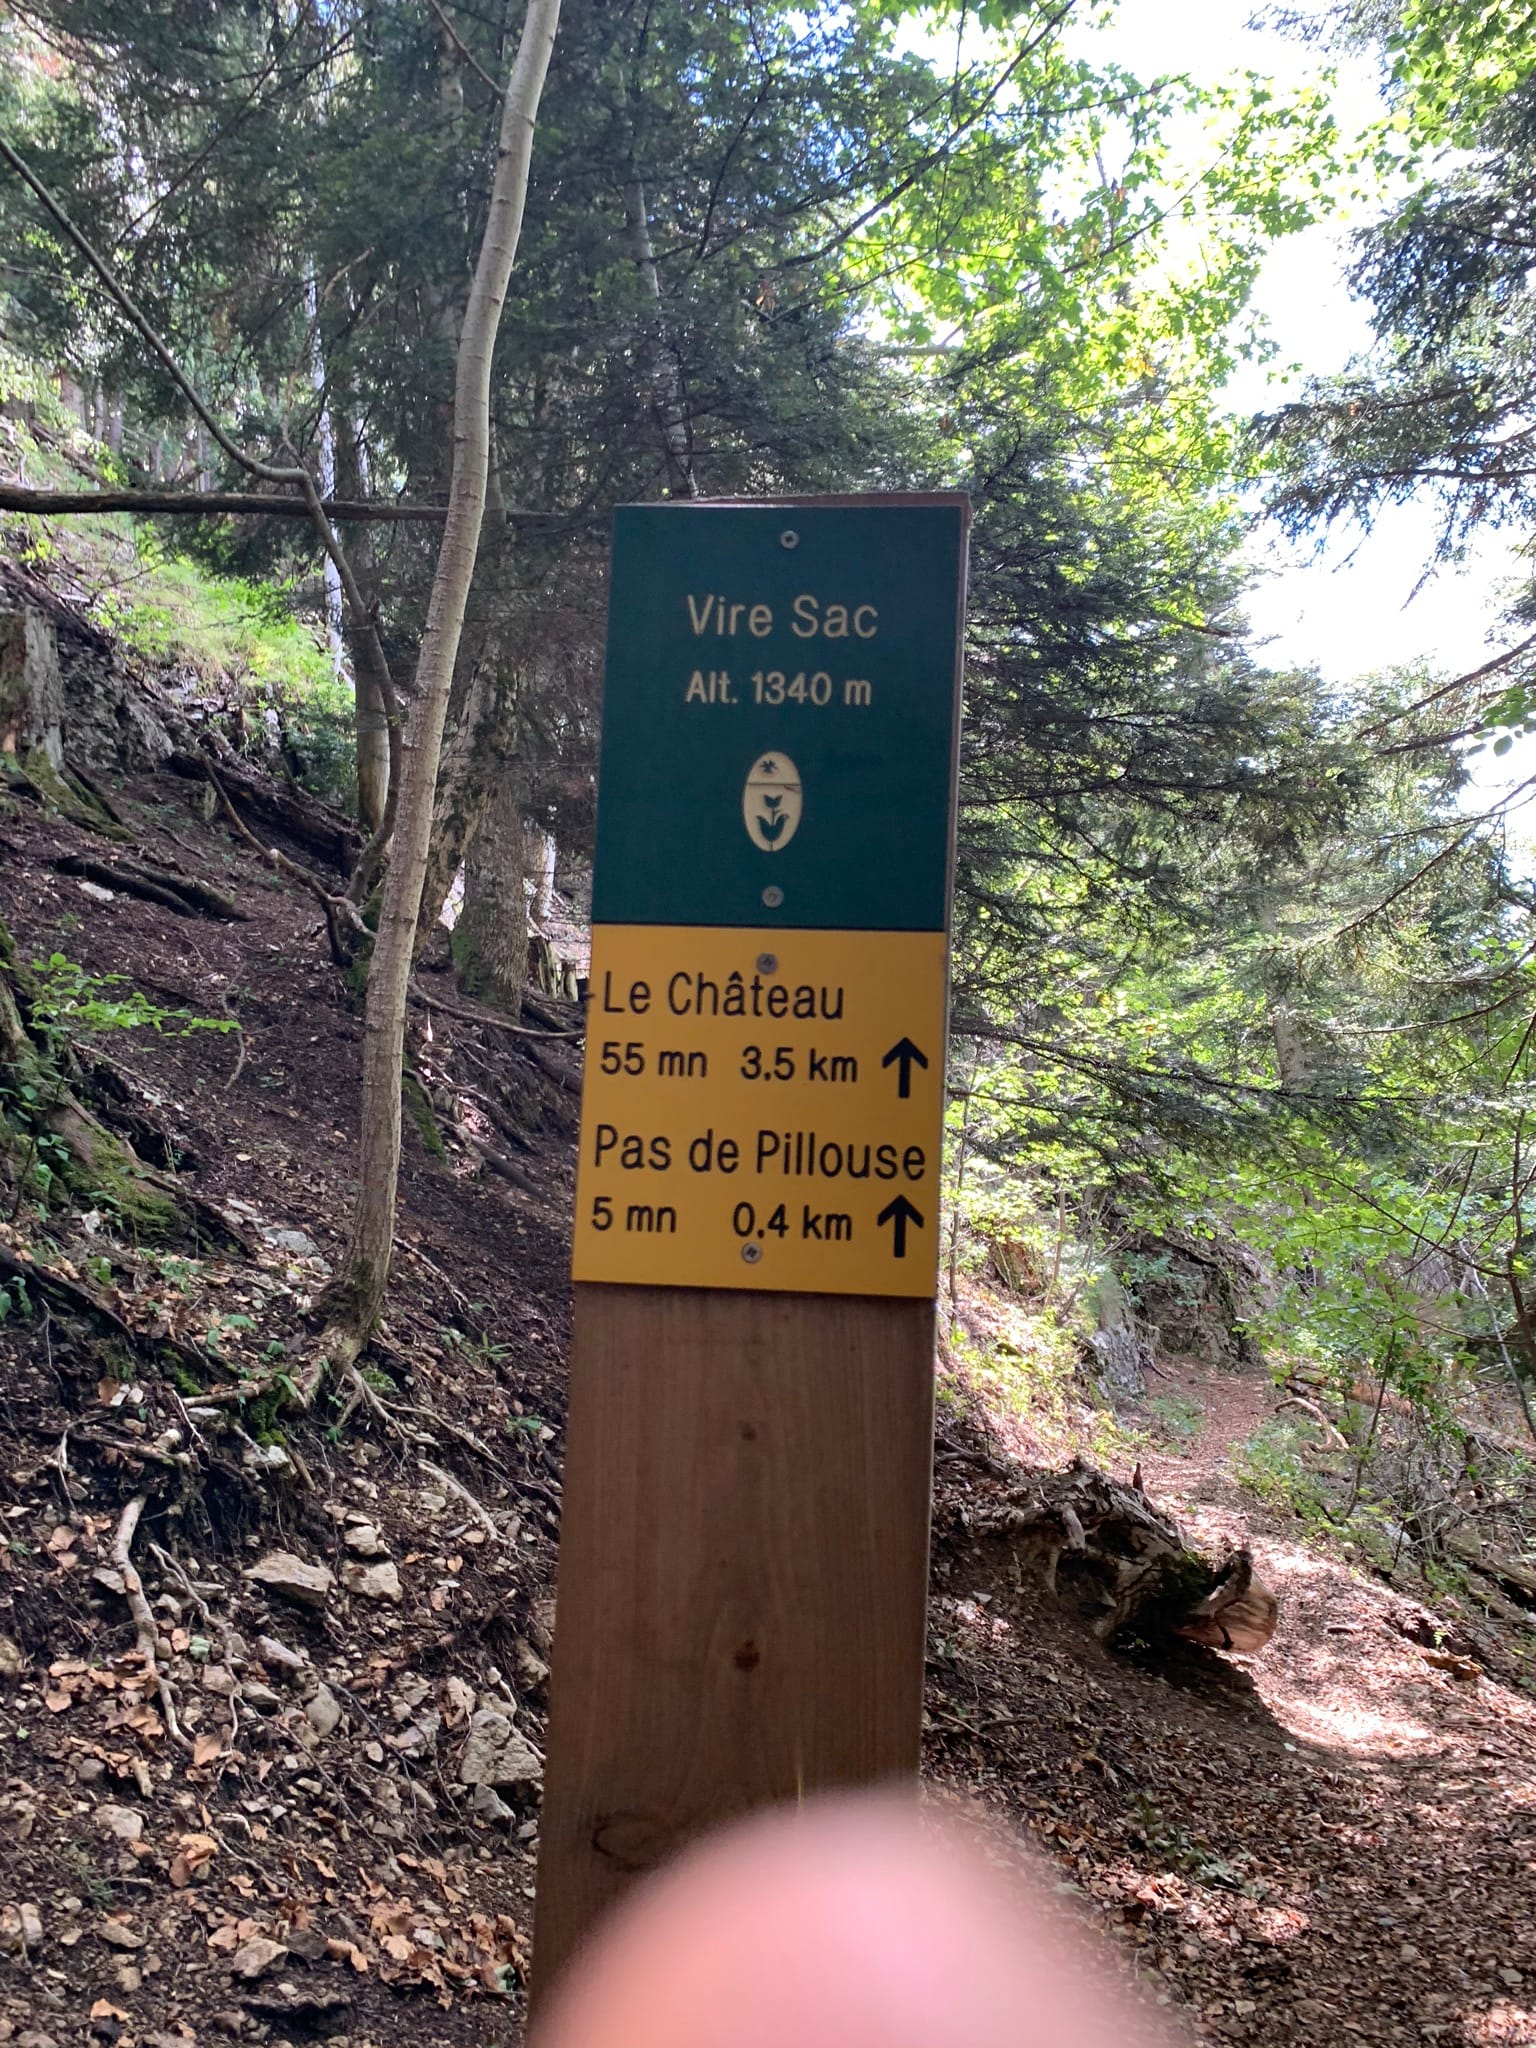 Vire Sac
Alt. 1340 m
Le Château
55 mn 3.5 km ↑
Pas de Pillouse
5 mn 0.4 km ↑